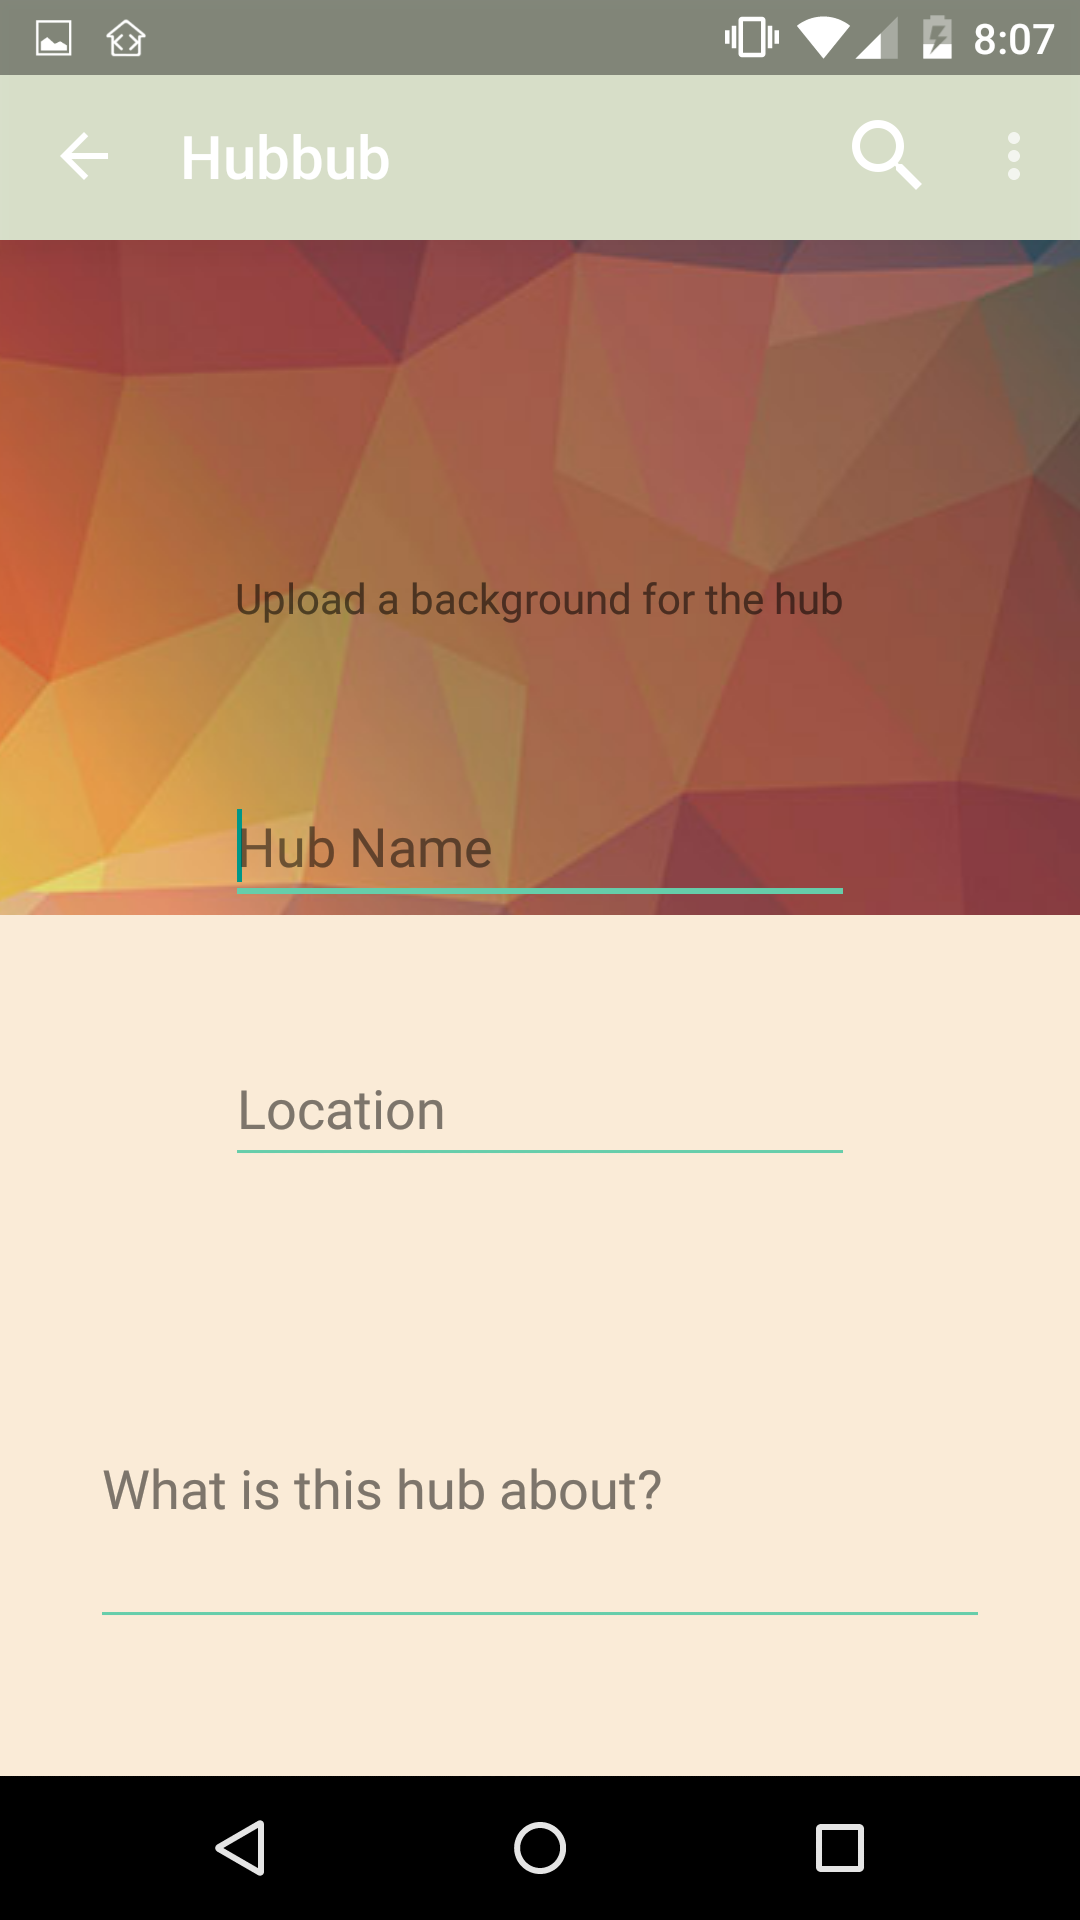 8:07
Hubbub
Upload a background for the hub
Hub Name
Location
What is this hub about?